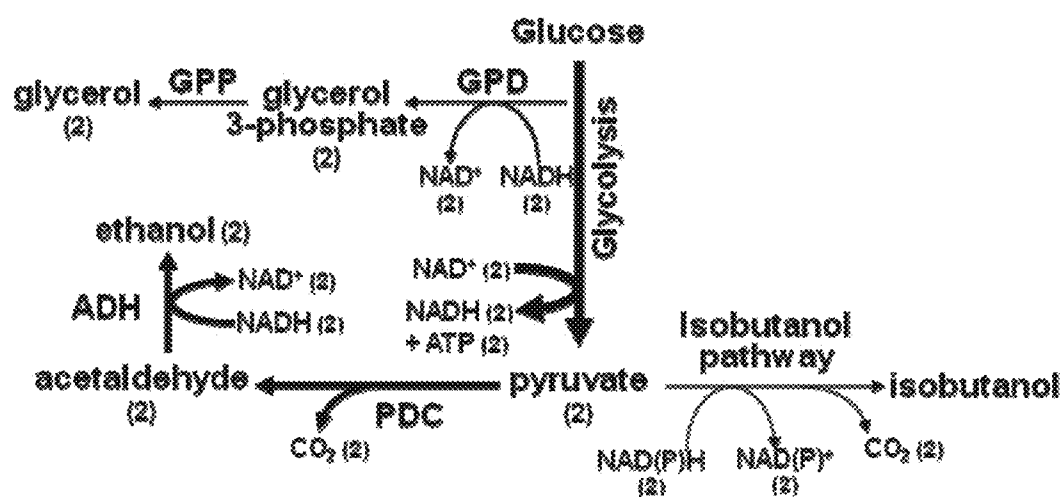 Glucose
glycerol
(2)
GPP
glycerol
3-phosphate
(2)
GPD
NAD⁺
(2)
NADH
(2)
Glycolysis
ethanol (2)
ADH
NAD⁺ (2)
NADH (2)
NAD⁺ (2)
NADH (2)
+ ATP (2)
acetaldehyde
(2)
PDC
CO₂ (2)
pyruvate
(2)
Isobutanol
pathway
isobutanol
NAD(P)H
(2)
NAD(P)⁺
(2)
CO₂ (2)